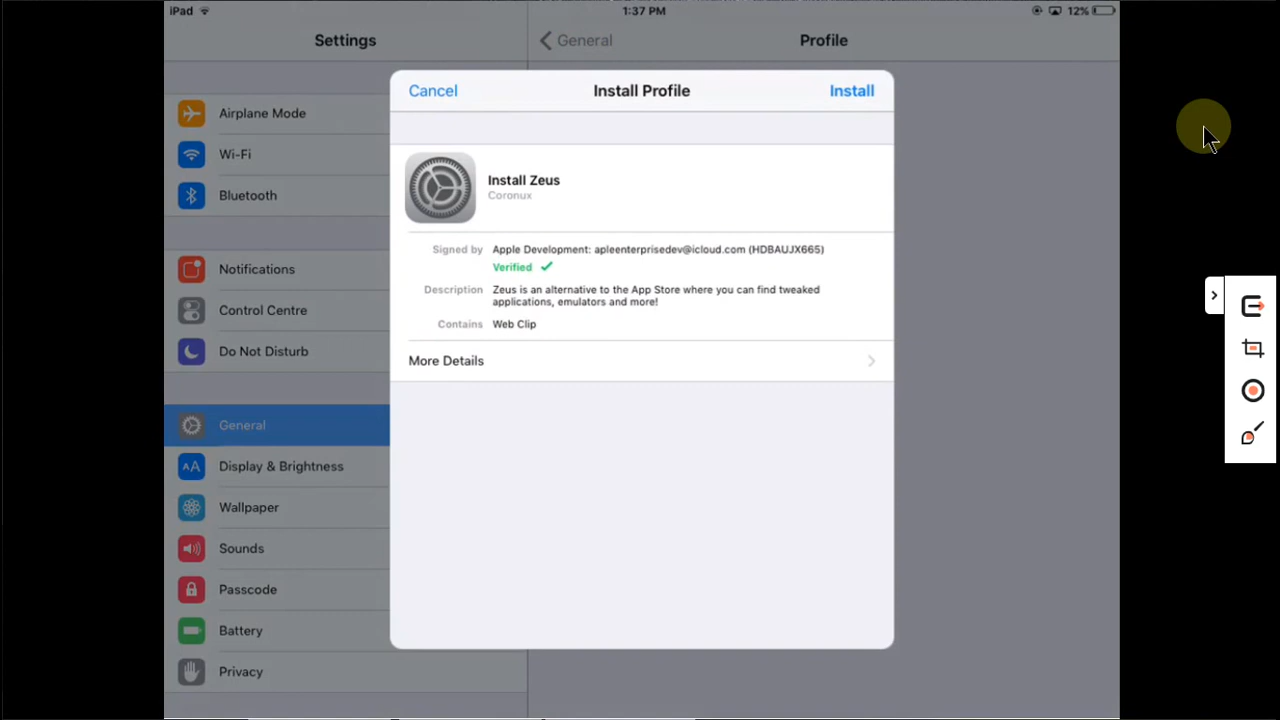 iPad
1:37 PM
12%
Settings
General
Profile
Cancel
Install Profile
Install
Airplane Mode
Wi-Fi
Bluetooth
Notifications
Control Centre
Do Not Disturb
General
AA
Display & Brightness
Wallpaper
Sounds
Passcode
Battery
Privacy
Install Zeus
Coronux
Signed by Apple Development: apleenterprisedev@icloud.com (HDBAUJX665)
Verified
Description Zeus is an alternative to the App Store where you can find tweaked
applications, emulators and more!
Contains Web Clip
More Details